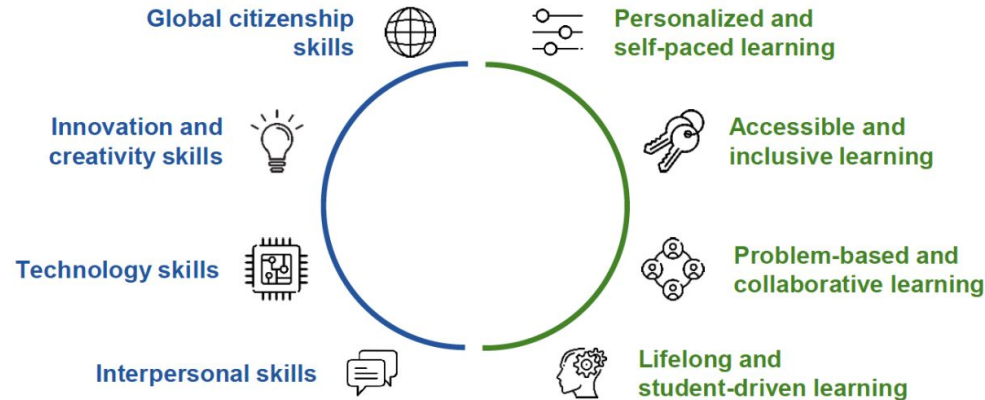 Global citizenship
skills
Innovation and
creativity skills
Technology skills
Interpersonal skills
Personalized and
self-paced learning
Accessible and
inclusive learning
Problem-based and
collaborative learning
Lifelong and
student-driven learning